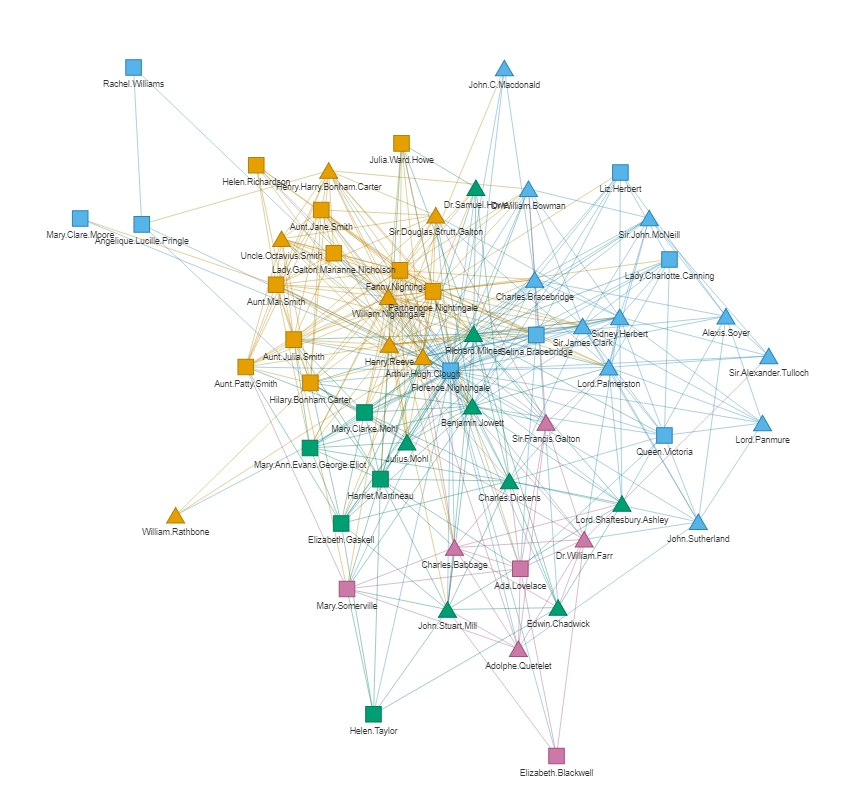 Rachel.Williams
John.C.Macdonald
Julia.Ward.Howe
Helen.Richardson
Henry.Harry.Bonham.Carter
Liz.Herbert
Dr.Samuel.Howe
Dr.William.Bowman
Aunt.Jane.Smith
Sir.Douglas.Strutt.Galton
Mary.Clare.Moore
Angelique.Lucille.Pringle
Sir.John.McNeill
Uncle.Octavius.Smith
Lady.Galton.Marianne.Nicholson
Lady.Charlotte.Canning
Fanny.Nightingale
Charles.Bracebridge
Aunt.Mai.Smith
Parthenope.Nightingale
William.Nightingale
Sidney.Herbert
Alexis.Soyer
Sir.James.Clark
Richard.Milnes
Selina.Bracebridge
Aunt.Julia.Smith
Henry.Reeve
Arthur.Hugh.Clough
Sir.Alexander.Tulloch
Aunt.Patty.Smith
Florence.Nightingale
Lord.Palmerston
Hilary.Bonham.Carter
Mary.Clarke.Mohl
Benjamin.Jowett
Sir.Francis.Galton
Lord.Panmure
Queen.Victoria
Julius.Mohl
Mary.Ann.Evans.George.Eliot
Harriet.Martineau
Charles.Dickens
Lord.Shaftesbury.Ashley
William.Rathbone
Elizabeth.Gaskell
John.Sutherland
Dr.William.Farr
Charles.Babbage
Ada.Lovelace
Mary.Somerville
John.Stuart.Mill
Edwin.Chadwick
Adolphe.Quetelet
Helen.Taylor
Elizabeth.Blackwell